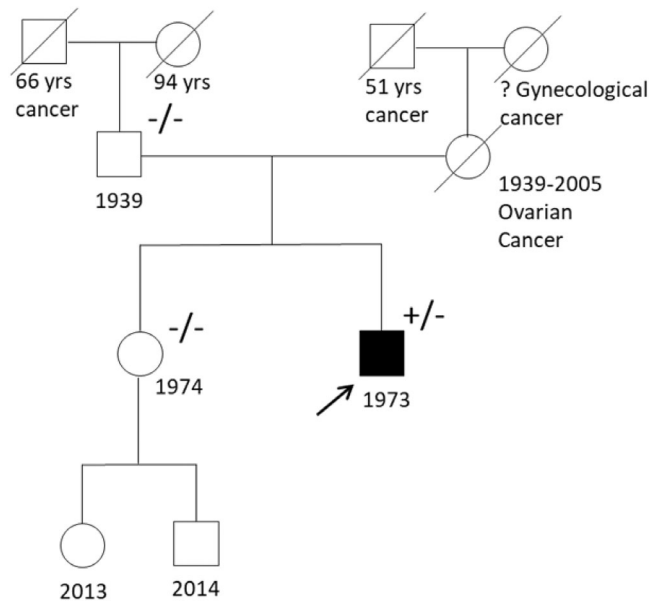 66 yrs
cancer
94 yrs
51 yrs
cancer
? Gynecological
cancer
-/-
1939
1939-2005
Ovarian
Cancer
-/-
1974
+/-
1973
2013
2014